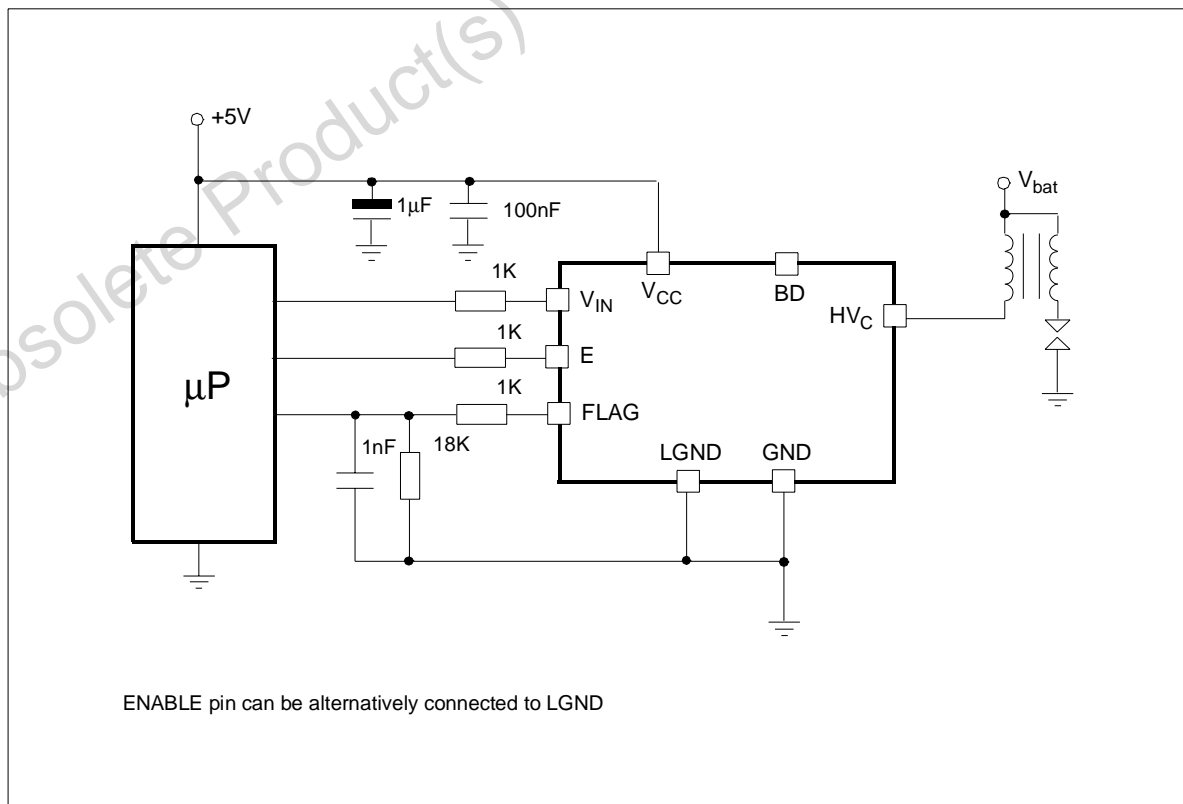 bsolete Product(s)
+5V
1μF
100nF
V_bat
1K
V_IN
V_CC
BD
HV_C
1K
E
μP
1K
FLAG
1nF
18K
LGND
GND
ENABLE pin can be alternatively connected to LGND